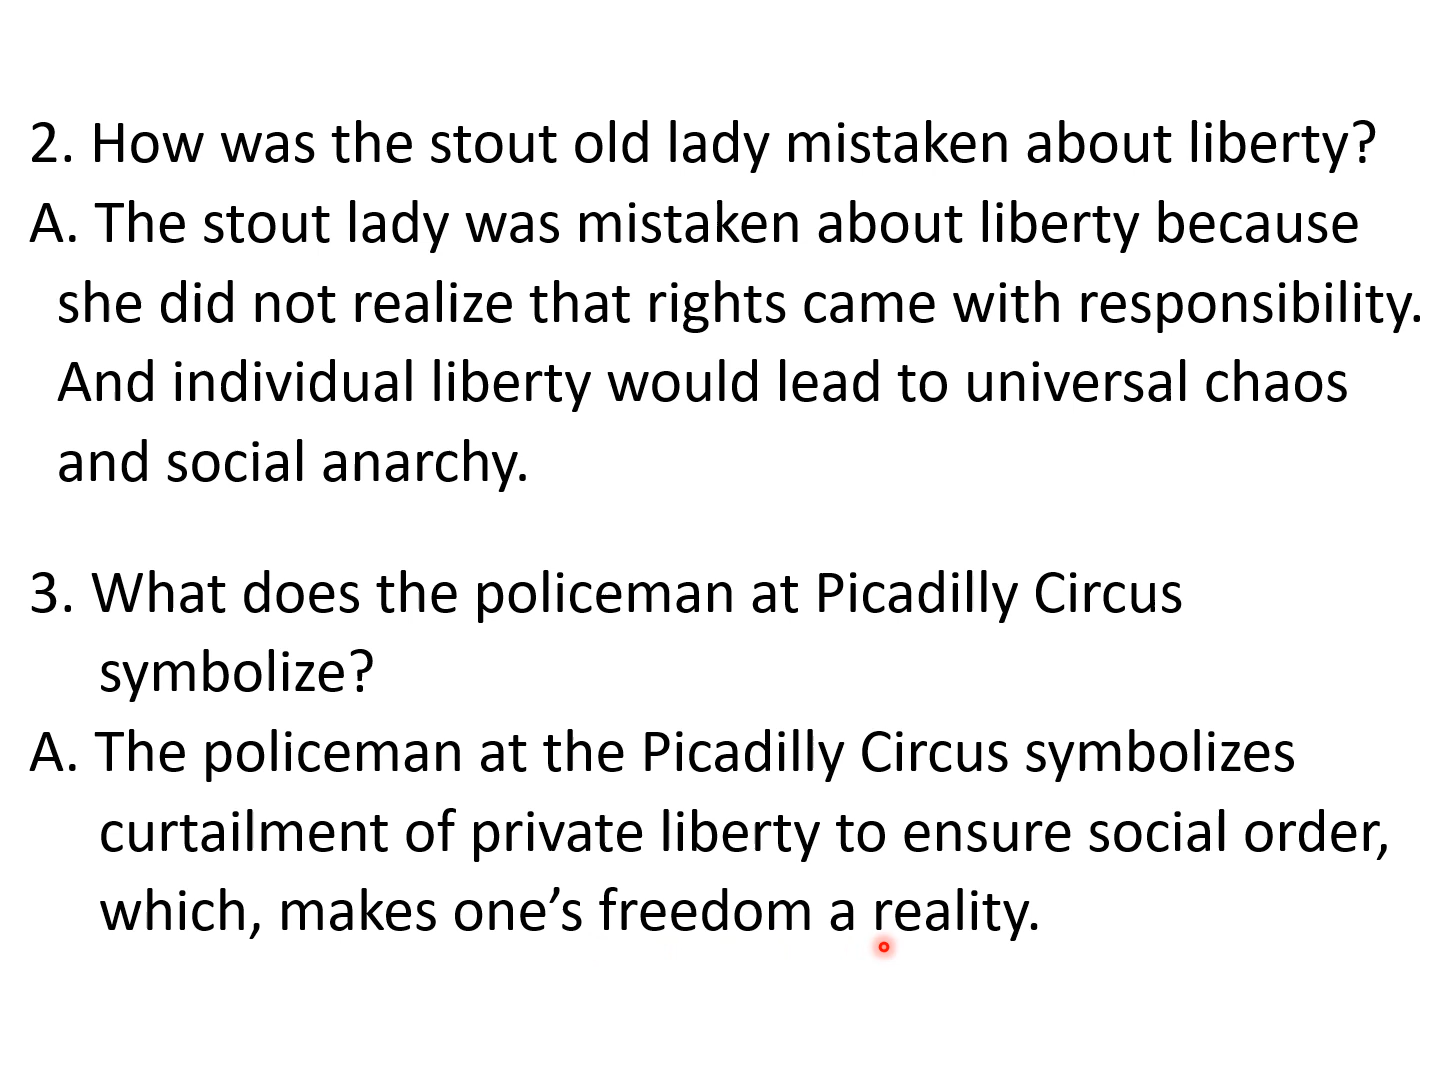 2. How was the stout old lady mistaken about liberty?
A. The stout lady was mistaken about liberty because
she did not realize that rights came with responsibility.
And individual liberty would lead to universal chaos
and social anarchy.
3. What does the policeman at Picadilly Circus
symbolize?
A. The policeman at the Picadilly Circus symbolizes
curtailment of private liberty to ensure social order,
which, makes one’s freedom a reality.